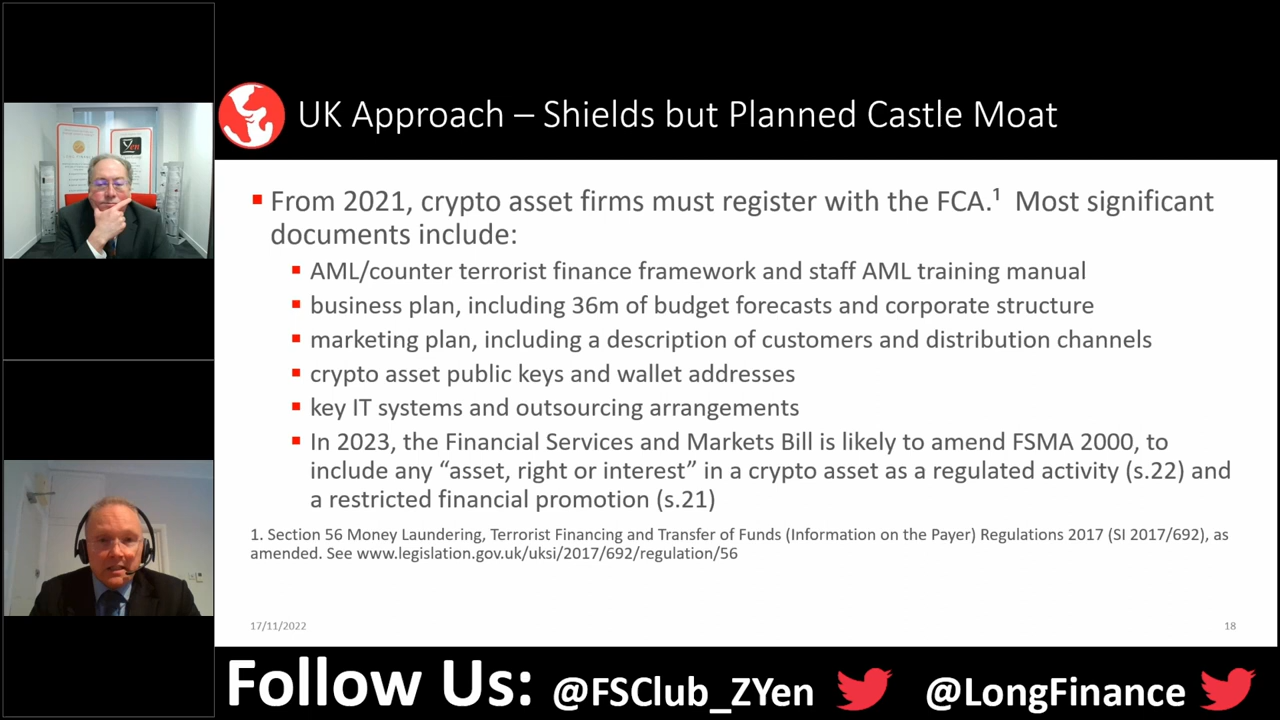 UK Approach – Shields but Planned Castle Moat
From 2021, crypto asset firms must register with the FCA.¹ Most significant
documents include:
AML/counter terrorist finance framework and staff AML training manual
business plan, including 36m of budget forecasts and corporate structure
marketing plan, including a description of customers and distribution channels
crypto asset public keys and wallet addresses
key IT systems and outsourcing arrangements
In 2023, the Financial Services and Markets Bill is likely to amend FSMA 2000, to
include any “asset, right or interest” in a crypto asset as a regulated activity (s.22) and
a restricted financial promotion (s.21)
1. Section 56 Money Laundering, Terrorist Financing and Transfer of Funds (Information on the Payer) Regulations 2017 (SI 2017/692), as
amended. See www.legislation.gov.uk/uksi/2017/692/regulation/56
17/11/2022
18
Follow Us: @FSClub_ZYen @LongFinance